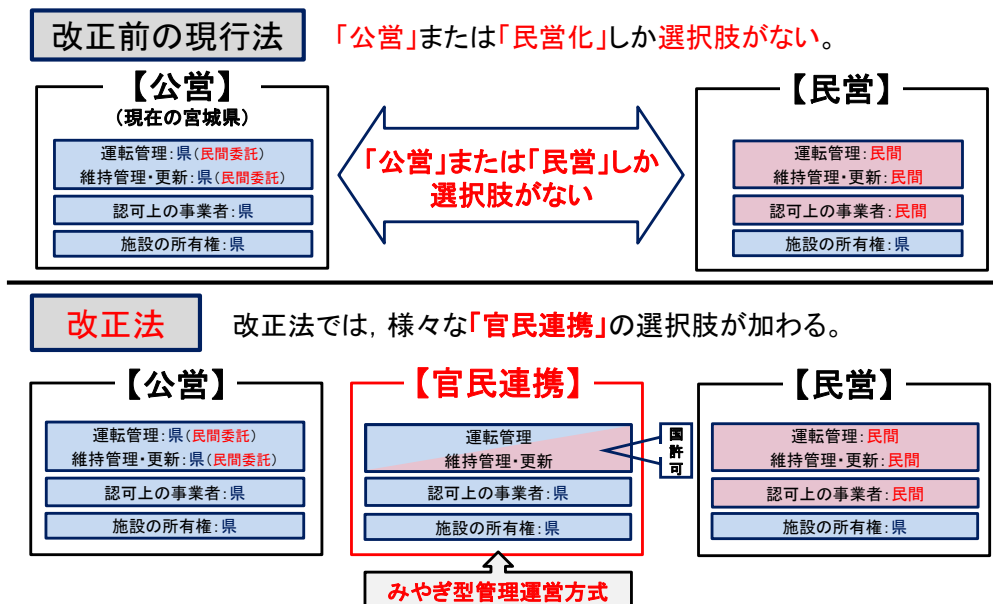 改正前の現行法
「公営」または「民営化」しか選択肢がない。
【公営】
(現在の宮城県)
運転管理:県(民間委託)
維持管理・更新:県(民間委託)
認可上の事業者:県
施設の所有権:県
「公営」または「民営」しか
選択肢がない
【民営】
運転管理:民間
維持管理・更新:民間
認可上の事業者:民間
施設の所有権:県
改正法
改正法では,様々な「官民連携」の選択肢が加わる。
【公営】
運転管理:県(民間委託)
維持管理・更新:県(民間委託)
認可上の事業者:県
施設の所有権:県
【官民連携】
運転管理
維持管理・更新
国許可
認可上の事業者:県
施設の所有権:県
みやぎ型管理運営方式
【民営】
運転管理:民間
維持管理・更新:民間
認可上の事業者:民間
施設の所有権:県